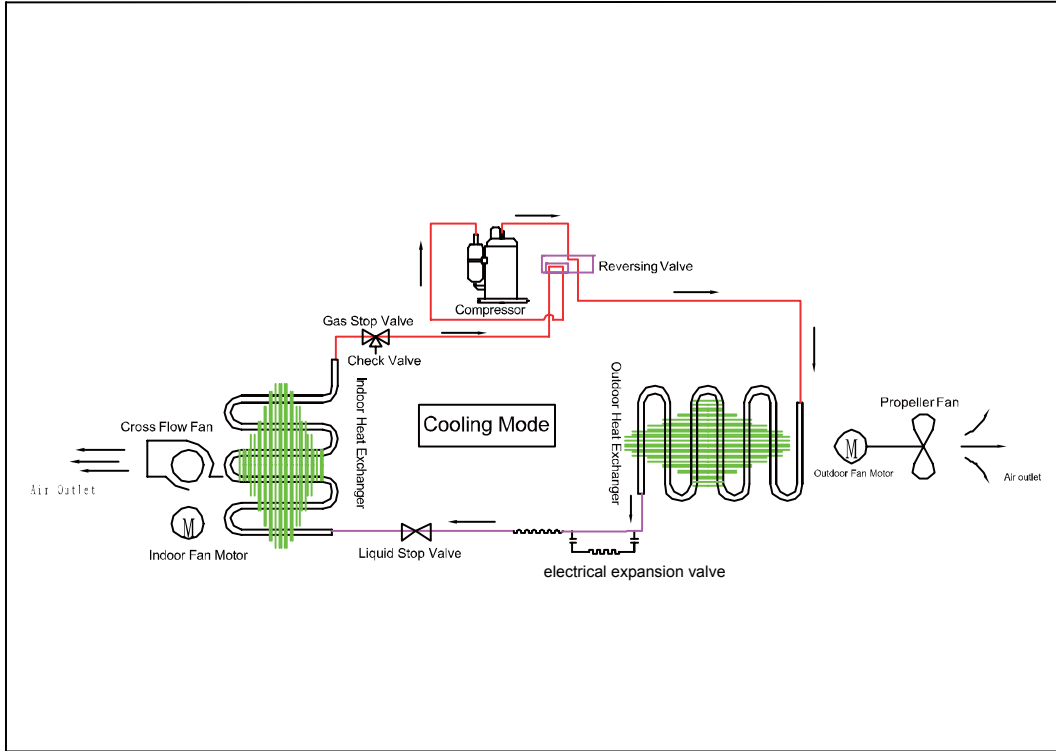 Reversing Valve
Compressor
Gas Stop Valve
Check Valve
Indoor Heat Exchanger
Outdoor Heat Exchanger
Cooling Mode
Propeller Fan
Cross Flow Fan
M
Outdoor Fan Motor
Air outlet
Air Outlet
M
Indoor Fan Motor
Liquid Stop Valve
electrical expansion valve